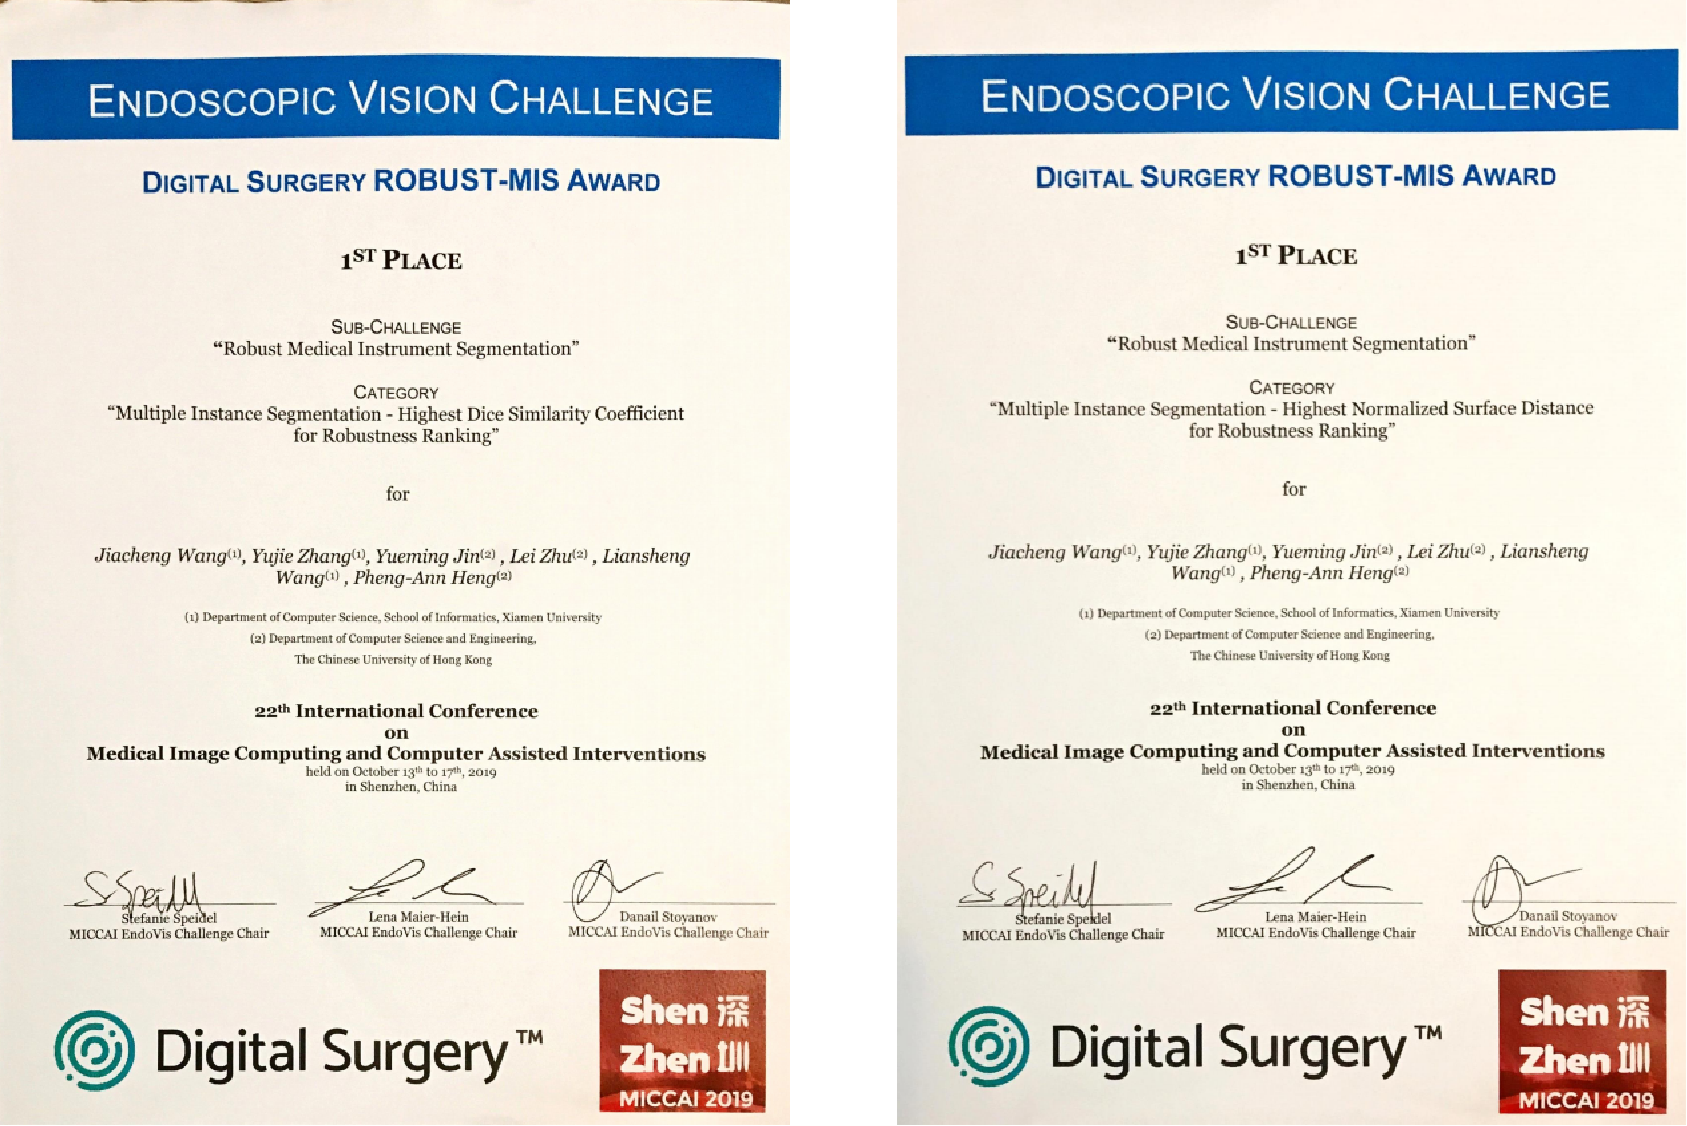 ENDOSCOPIC VISION CHALLENGE
DIGITAL SURGERY ROBUST-MIS AWARD
1ST PLACE
SUB-CHALLENGE
“Robust Medical Instrument Segmentation”
CATEGORY
“Multiple Instance Segmentation - Highest Dice Similarity Coefficient
for Robustness Ranking”
for
Jiacheng Wang(1), Yujie Zhang(1), Yueming Jin(2) , Lei Zhu(2) , Liansheng
Wang(1) , Pheng-Ann Heng(2)
(1) Department of Computer Science, School of Informatics, Xiamen University
(2) Department of Computer Science and Engineering,
The Chinese University of Hong Kong
22th International Conference
on
Medical Image Computing and Computer Assisted Interventions
held on October 13th to 17th, 2019
in Shenzhen, China
S. Speidel
Stefanie Speidel
MICCAI EndoVis Challenge Chair
Lena Maier-Hein
MICCAI EndoVis Challenge Chair
Danail Stoyanov
MICCAI EndoVis Challenge Chair
Digital Surgery™
Shen 深
Zhen 圳
MICCAI 2019
ENDOSCOPIC VISION CHALLENGE
DIGITAL SURGERY ROBUST-MIS AWARD
1ST PLACE
SUB-CHALLENGE
“Robust Medical Instrument Segmentation”
CATEGORY
“Multiple Instance Segmentation - Highest Normalized Surface Distance
for Robustness Ranking”
for
Jiacheng Wang(1), Yujie Zhang(1), Yueming Jin(2) , Lei Zhu(2) , Liansheng
Wang(1) , Pheng-Ann Heng(2)
(1) Department of Computer Science, School of Informatics, Xiamen University
(2) Department of Computer Science and Engineering,
The Chinese University of Hong Kong
22th International Conference
on
Medical Image Computing and Computer Assisted Interventions
held on October 13th to 17th, 2019
in Shenzhen, China
S. Speidel
Stefanie Speidel
MICCAI EndoVis Challenge Chair
Lena Maier-Hein
MICCAI EndoVis Challenge Chair
Danail Stoyanov
MICCAI EndoVis Challenge Chair
Digital Surgery™
Shen 深
Zhen 圳
MICCAI 2019